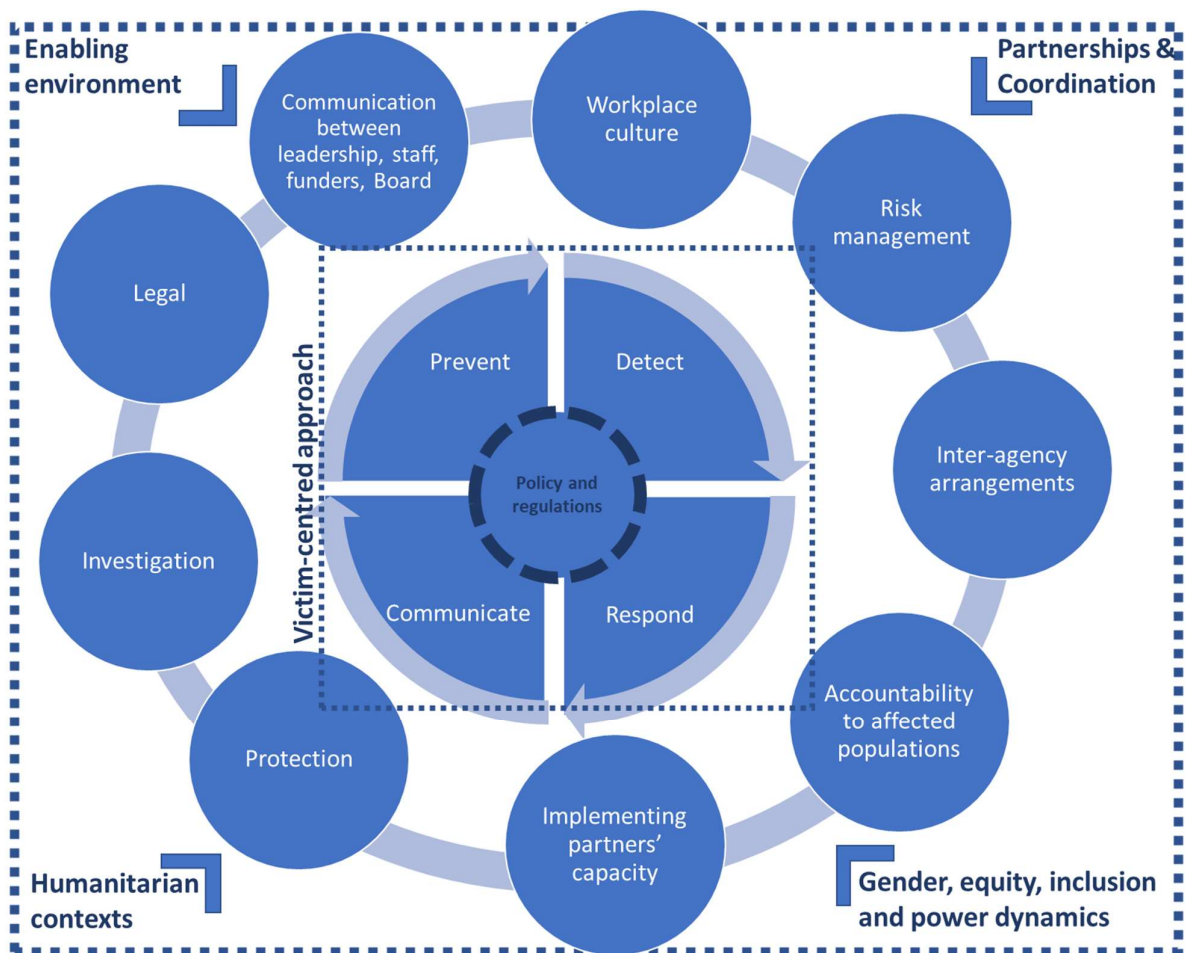 Enabling
environment
Partnerships &
Coordination
Communication
between
leadership, staff,
funders, Board
Workplace
culture
Risk
management
Legal
Inter-agency
arrangements
Investigation
Accountability
to affected
populations
Protection
Implementing
partners’
capacity
Victim-centred approach
Prevent
Detect
Policy and
regulations
Communicate
Respond
Humanitarian
contexts
Gender, equity, inclusion
and power dynamics